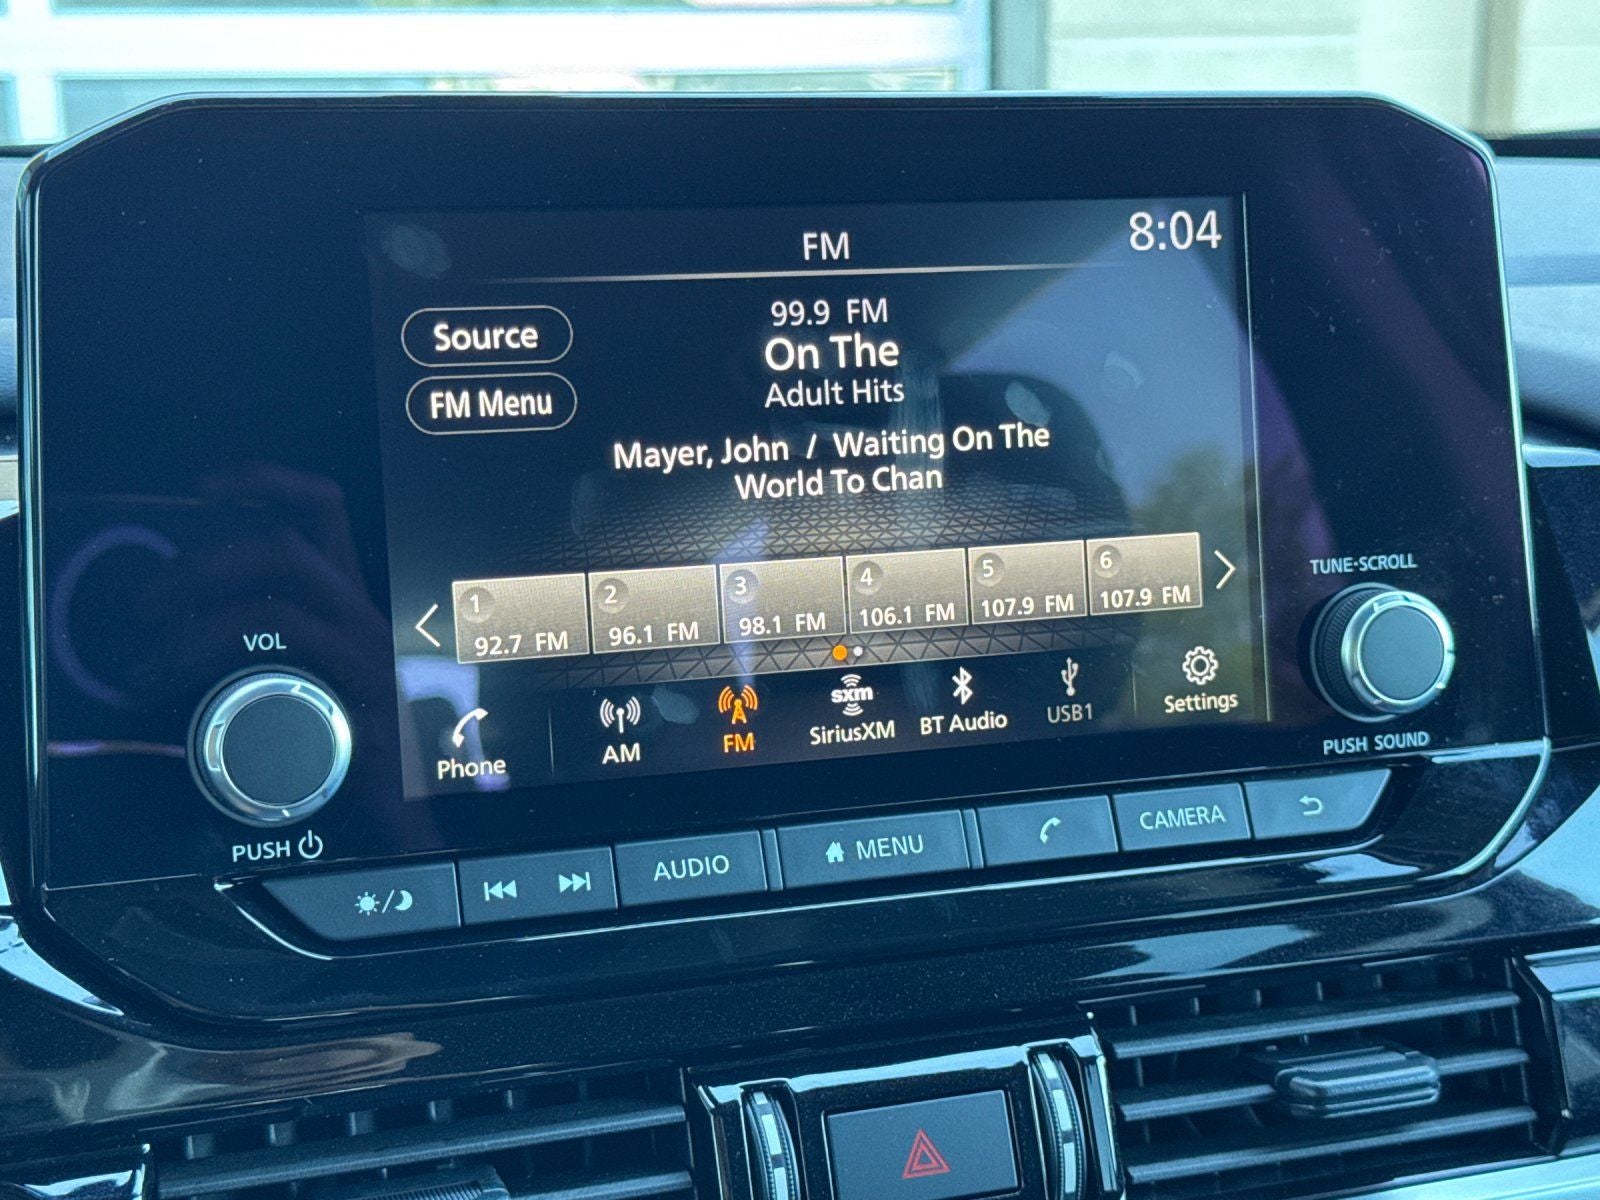 FM
8:04
Source
99.9 FM
On The
Adult Hits
FM Menu
Mayer, John / Waiting On The
World To Chan
1
92.7 FM
2
96.1 FM
3
98.1 FM
4
106.1 FM
5
107.9 FM
6
107.9 FM
Phone
AM
FM
sxm
SiriusXM
BT Audio
USB1
Settings
VOL
PUSH
TUNE·SCROLL
PUSH SOUND
AUDIO
MENU
CAMERA